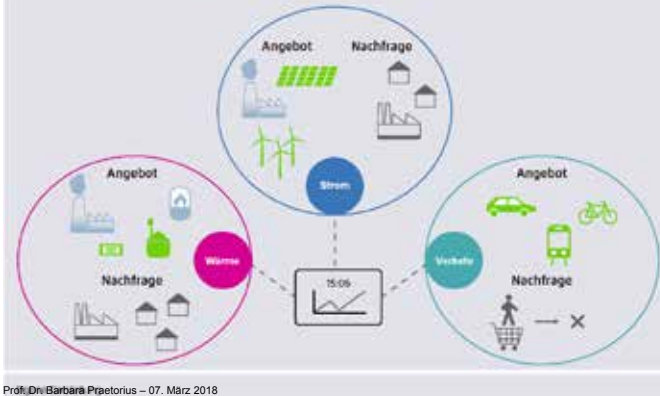 Angebot Nachfrage
Strom
Angebot
Wärme
Nachfrage
15:05
Angebot
Verkehr
Nachfrage
Prof. Dr. Barbara Praetorius – 07. März 2018